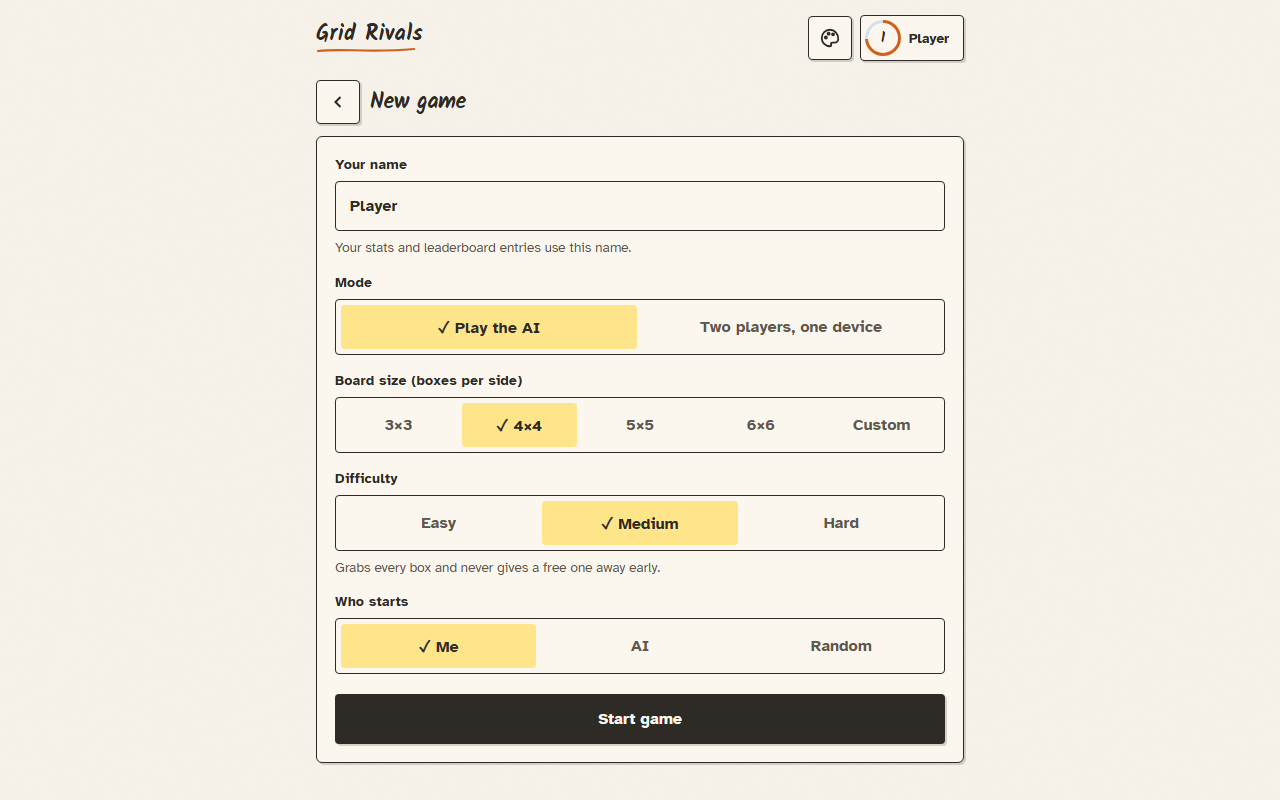 Grid Rivals
1 Player
New game
Your name
Player
Your stats and leaderboard entries use this name.
Mode
✓ Play the AI Two players, one device
Board size (boxes per side)
3×3 ✓ 4×4 5×5 6×6 Custom
Difficulty
Easy ✓ Medium Hard
Grabs every box and never gives a free one away early.
Who starts
✓ Me AI Random
Start game